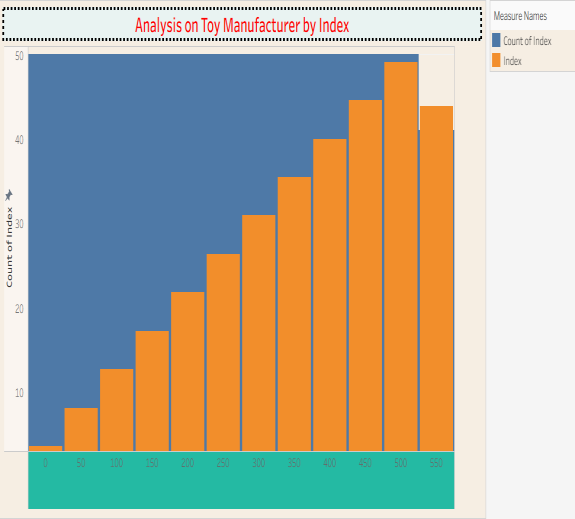 Analysis on Toy Manufacturer by Index
Measure Names
Count of Index
Index
50
40
30
20
10
Count of Index
0 50 100 150 200 250 300 350 400 450 500 550